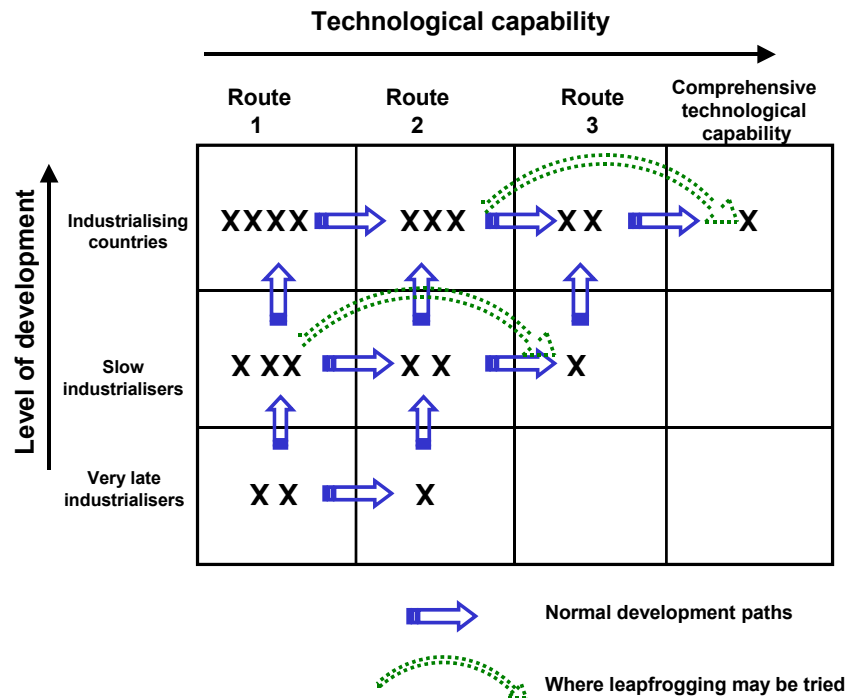 Technological capability
Route
1
Route
2
Route
3
Comprehensive
technological
capability
Level of development
Industrialising
countries
XXXX
XXX
X X
X
Slow
industrialisers
X XX
X X
X
Very late
industrialisers
X X
X
Normal development paths
Where leapfrogging may be tried